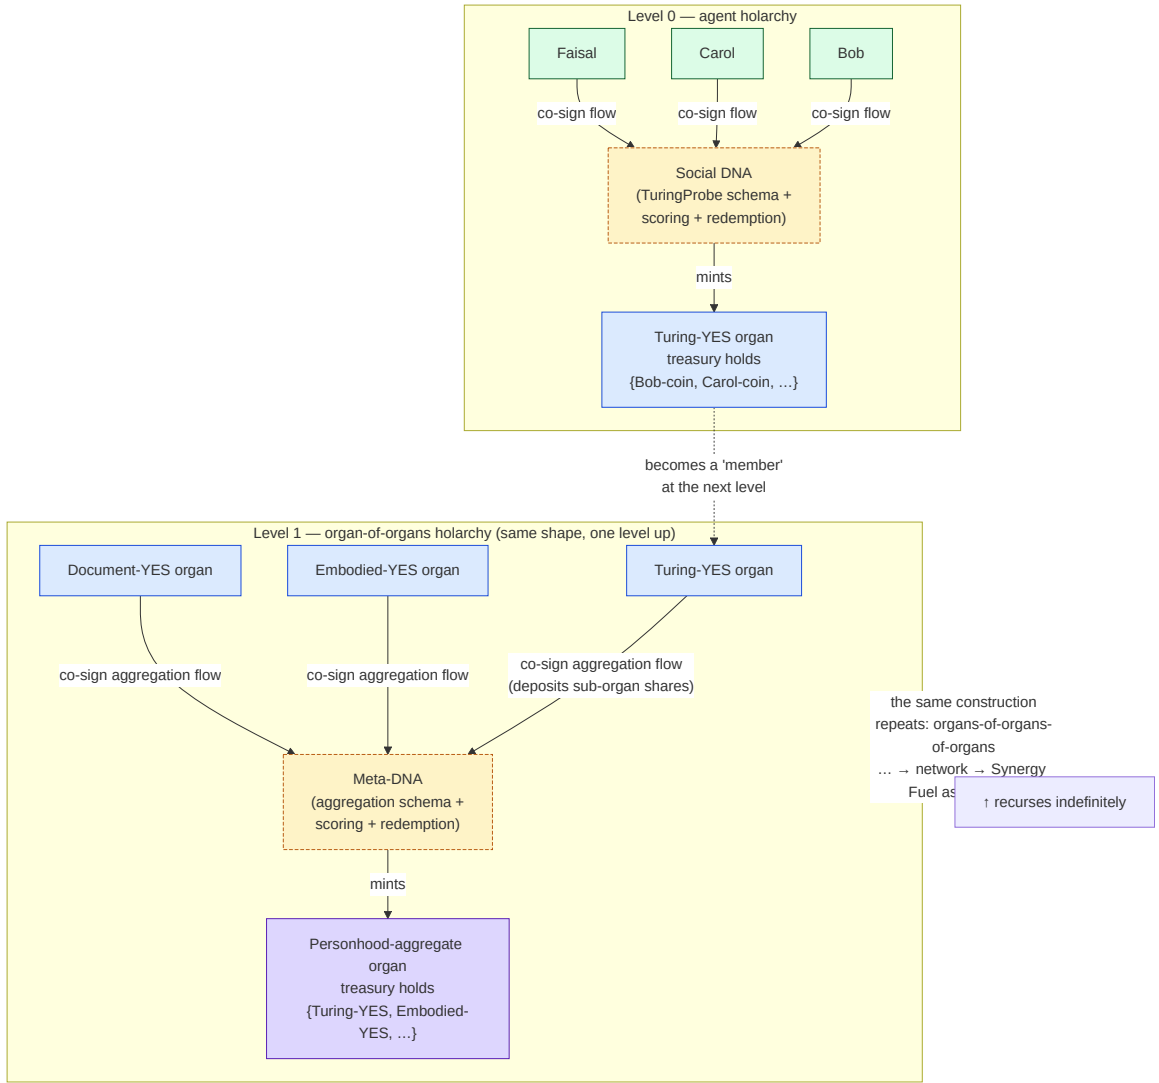 Level 0 — agent holarchy
Faisal
Carol
Bob
co-sign flow
co-sign flow
co-sign flow
Social DNA
(TuringProbe schema +
scoring + redemption)
mints
Turing-YES organ
treasury holds
{Bob-coin, Carol-coin, …}
becomes a 'member'
at the next level
Level 1 — organ-of-organs holarchy (same shape, one level up)
Document-YES organ
Embodied-YES organ
Turing-YES organ
co-sign aggregation flow
co-sign aggregation flow
co-sign aggregation flow
(deposits sub-organ shares)
the same construction
repeats: organs-of-organs-
of-organs
… → network → Synergy
Fuel as
↑ recurses indefinitely
Meta-DNA
(aggregation schema +
scoring + redemption)
mints
Personhood-aggregate
organ
treasury holds
{Turing-YES, Embodied-
YES, …}